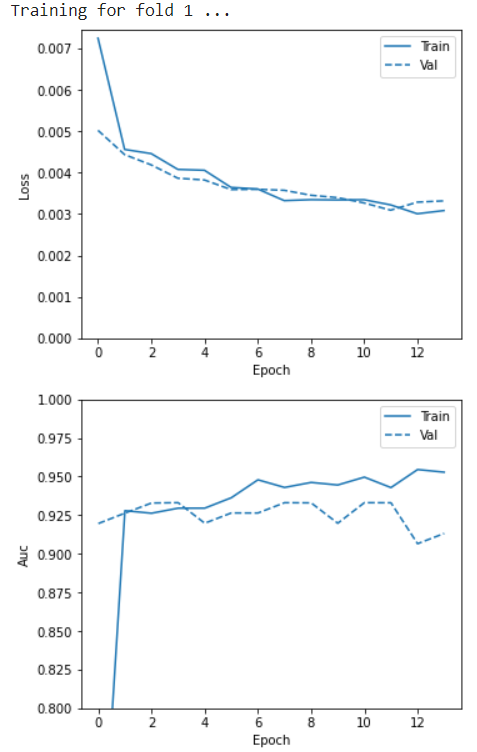 Training for fold 1 ...
Train
Val
0.007
0.006
0.005
0.004
0.003
0.002
0.001
0.000
Loss
0 2 4 6 8 10 12
Epoch
Train
Val
1.000
0.975
0.950
0.925
0.900
0.875
0.850
0.825
0.800
Auc
0 2 4 6 8 10 12
Epoch